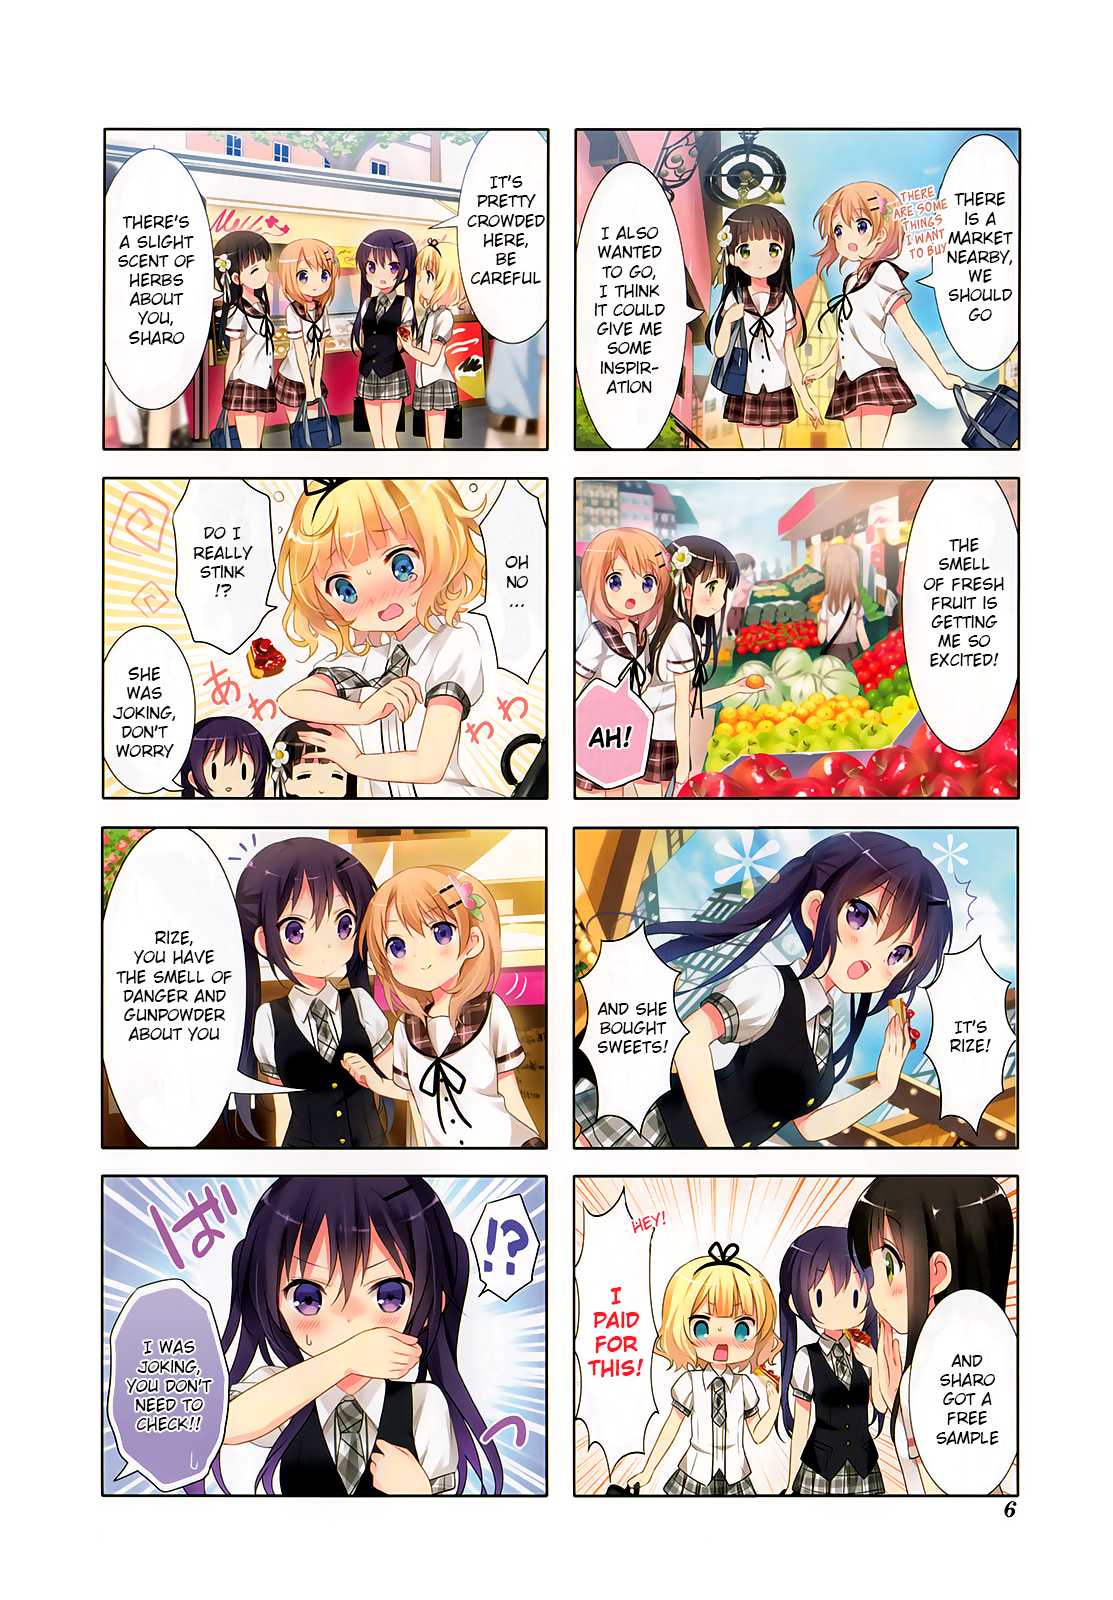 THERE
IS A
MARKET
NEARBY,
WE
SHOULD
GO
THERE
ARE SOME
THINGS
I WANT
TO BUY
I ALSO
WANTED
TO GO,
I THINK
IT COULD
GIVE ME
SOME
INSPIR-
ATION
THE
SMELL
OF FRESH
FRUIT IS
GETTING
ME SO
EXCITED!
AH!
IT'S
RIZE!
AND SHE
BOUGHT
SWEETS!
AND
SHARO
GOT A
FREE
SAMPLE
HEY!
I
PAID
FOR
THIS!
IT'S
PRETTY
CROWDED
HERE,
BE
CAREFUL
THERE'S
A SLIGHT
SCENT OF
HERBS
ABOUT
YOU,
SHARO
OH
NO
...
DO I
REALLY
STINK
!?
あわ
わわ
SHE
WAS
JOKING,
DON'T
WORRY
RIZE,
YOU HAVE
THE SMELL OF
DANGER AND
GUNPOWDER
ABOUT YOU
!?
ばっ
I WAS
JOKING,
YOU DON'T
NEED TO
CHECK!!
6